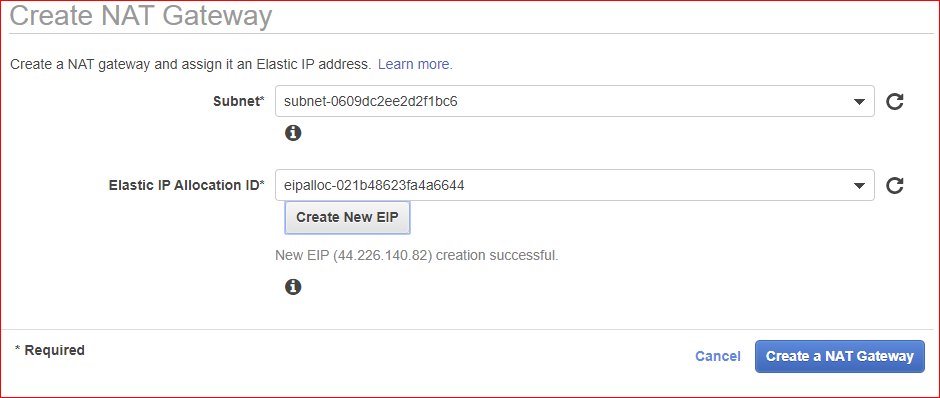 Create NAT Gateway
Create a NAT gateway and assign it an Elastic IP address. Learn more.
Subnet* subnet-0609dc2ee2d2f1bc6
Elastic IP Allocation ID* eipalloc-021b48623fa4a6644
Create New EIP
New EIP (44.226.140.82) creation successful.
* Required
Cancel Create a NAT Gateway